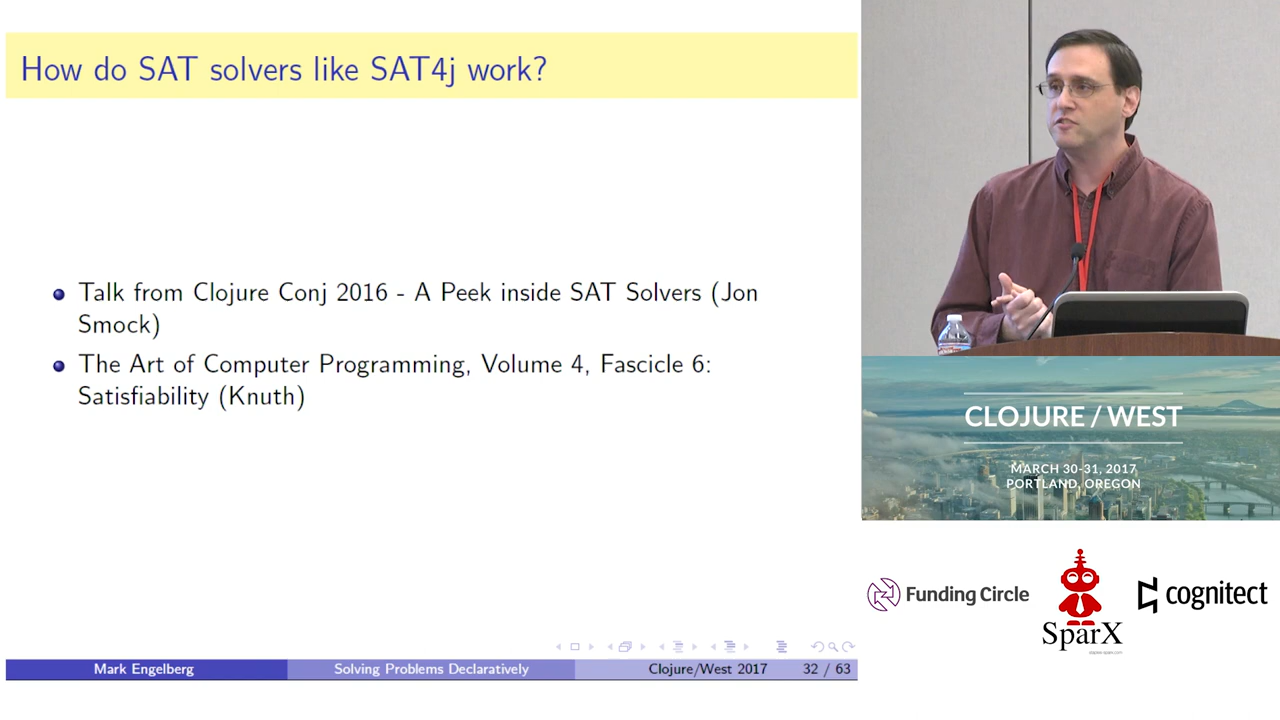 How do SAT solvers like SAT4j work?
Talk from Clojure Conj 2016 - A Peek inside SAT Solvers (Jon
Smock)
The Art of Computer Programming, Volume 4, Fascicle 6:
Satisfiability (Knuth)
Mark Engelberg
Solving Problems Declaratively
Clojure/West 2017
32 / 63
CLOJURE / WEST
MARCH 30-31, 2017
PORTLAND, OREGON
Funding Circle
SparX
cognitect